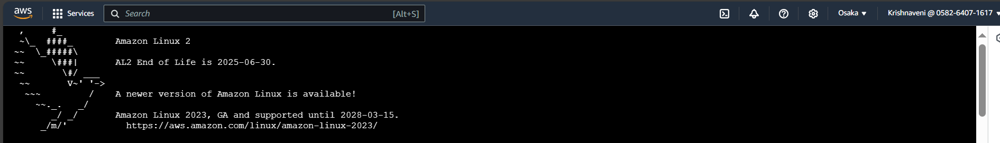 aws Services Search [Alt+S] Osaka Krishnaveni @ 0582-6407-1617
   ,     #_
   ~\_  ####_        Amazon Linux 2
  ~~  \_#####\
  ~~     \###|       AL2 End of Life is 2025-06-30.
  ~~       \#/ ___
   ~~       V~' '->
    ~~~         /    A newer version of Amazon Linux is available!
      ~~._.   _/
         _/ _/       Amazon Linux 2023, GA and supported until 2028-03-15.
       _/m/'           https://aws.amazon.com/linux/amazon-linux-2023/